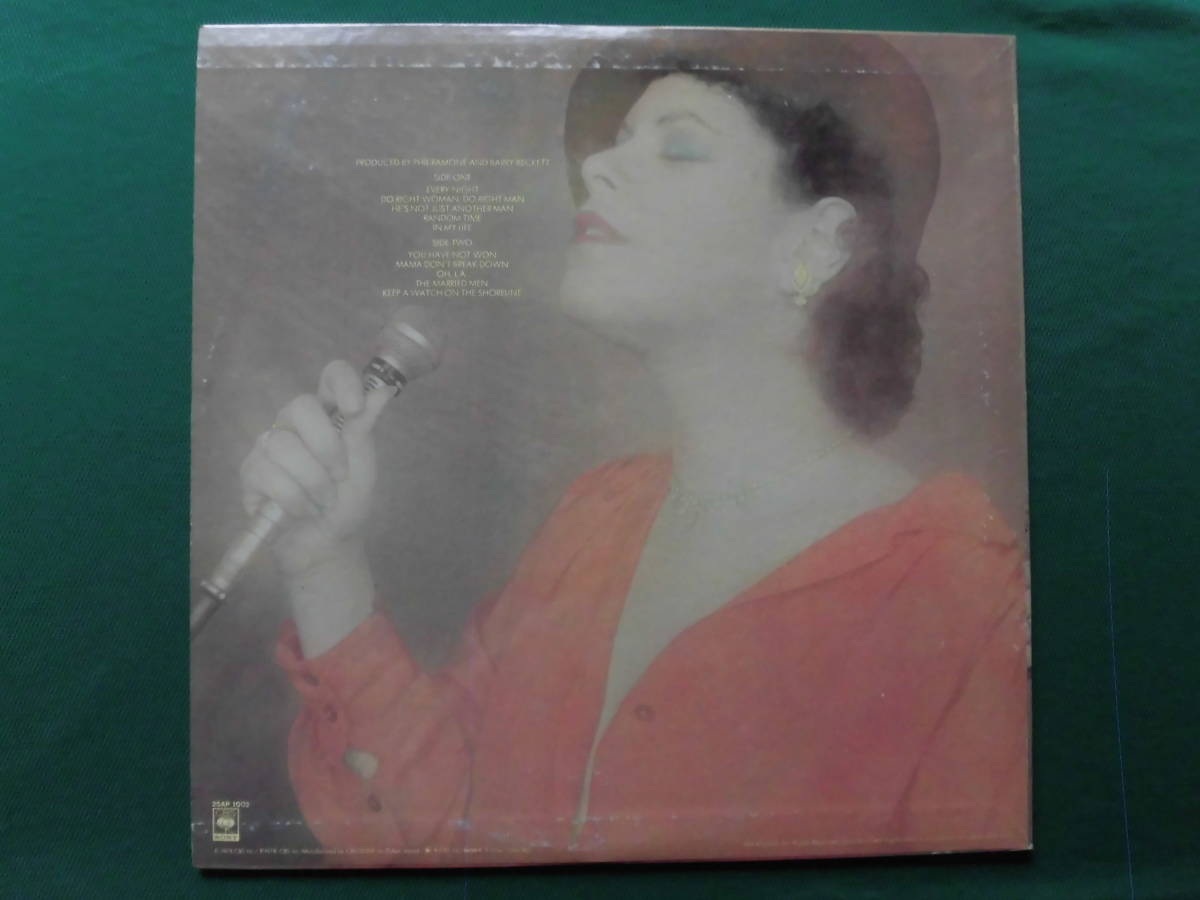 PRODUCED BY PHIL RAMONE AND BARRY BECKETT
SIDE ONE
EVERY NIGHT
DO RIGHT WOMAN, DO RIGHT MAN
HE'S NOT JUST ANOTHER MAN
RANDOM TIME
IN MY LIFE
SIDE TWO
YOU HAVE NOT WON
MAMA DON'T BREAK DOWN
OH, L.A.
THE MARRIED MEN
KEEP A WATCH ON THE SHORELINE
25AP 1002
SONY